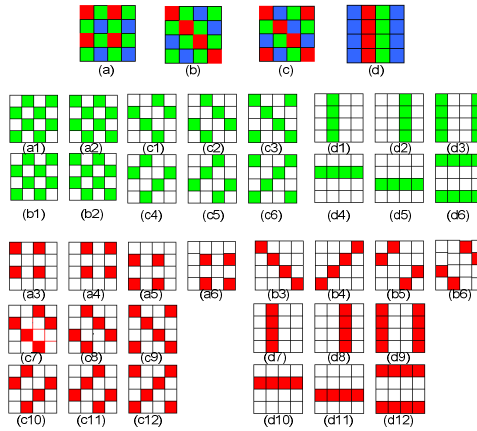 (a) (b) (c) (d)
(a1) (a2) (c1) (c2) (c3) (d1) (d2) (d3)
(b1) (b2) (c4) (c5) (c6) (d4) (d5) (d6)
(a3) (a4) (a5) (a6) (b3) (b4) (b5) (b6)
(c7) (c8) (c9) (d7) (d8) (d9)
(c10) (c11) (c12) (d10) (d11) (d12)